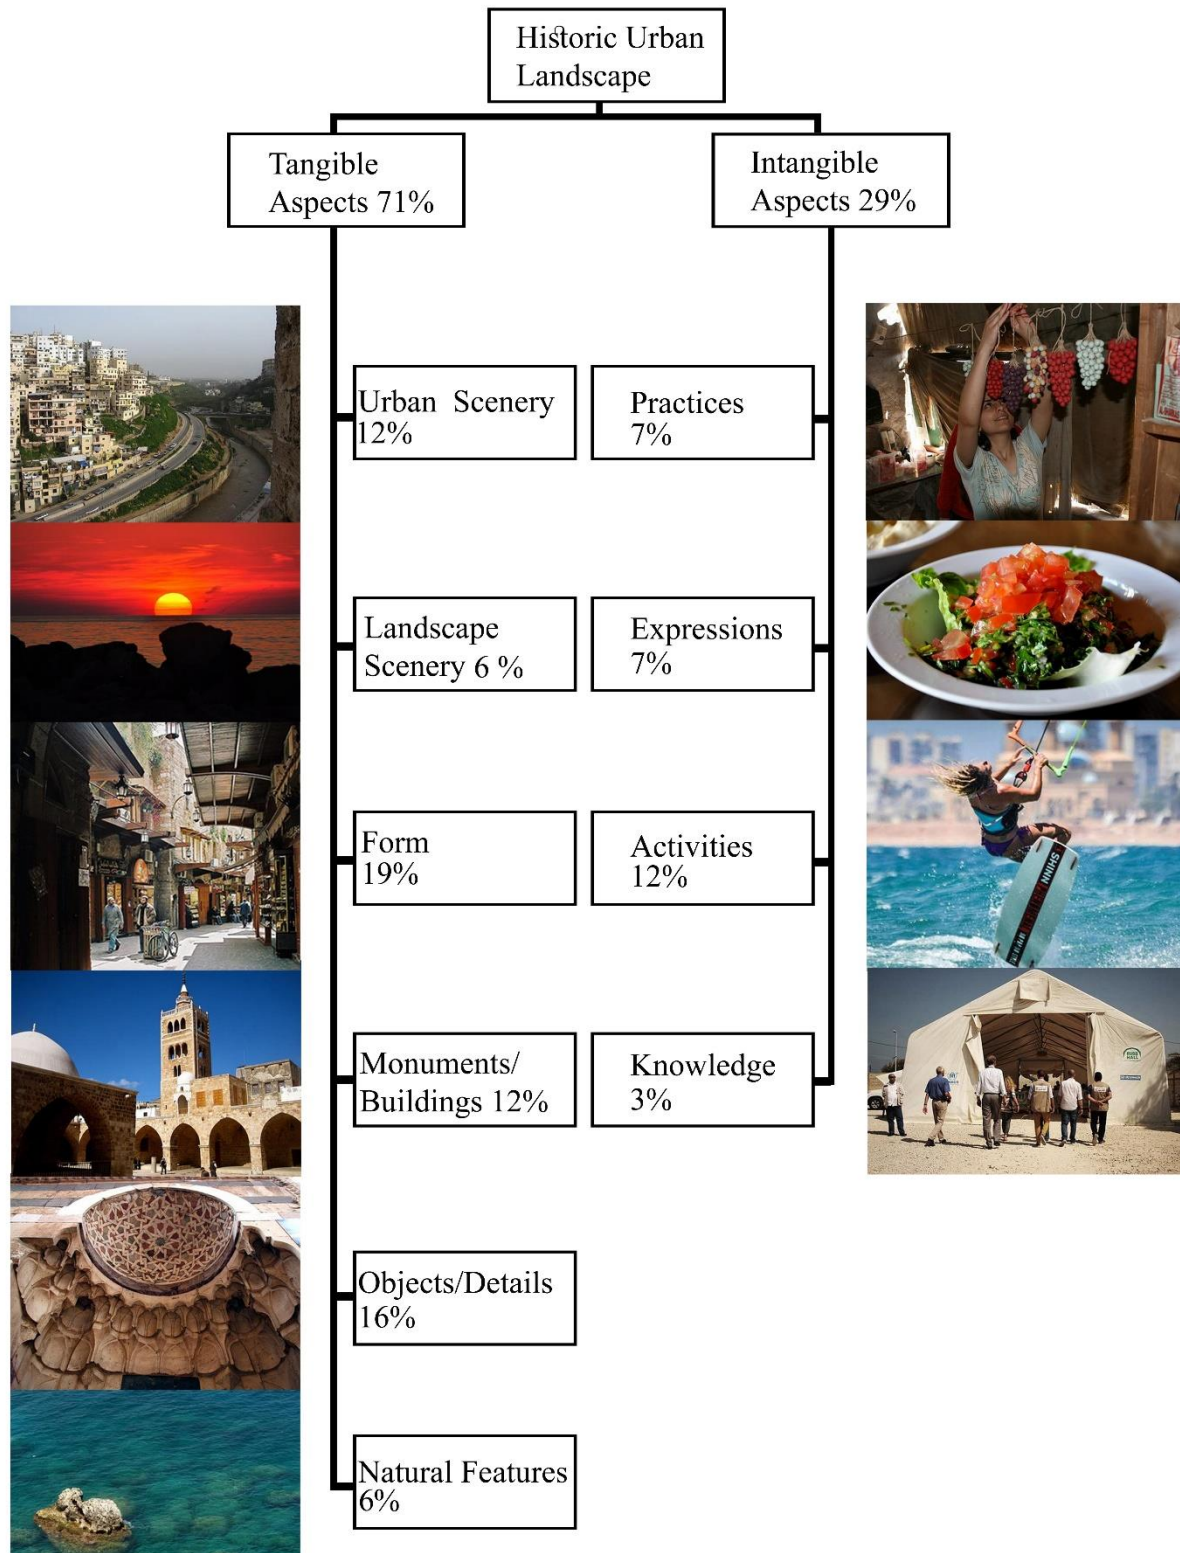 Historic Urban
Landscape
Tangible
Aspects 71%
Intangible
Aspects 29%
Urban Scenery
12%
Practices
7%
Landscape
Scenery 6 %
Expressions
7%
Form
19%
Activities
12%
SHINN
Monuments/
Buildings 12%
Knowledge
3%
Objects/Details
16%
Natural Features
6%